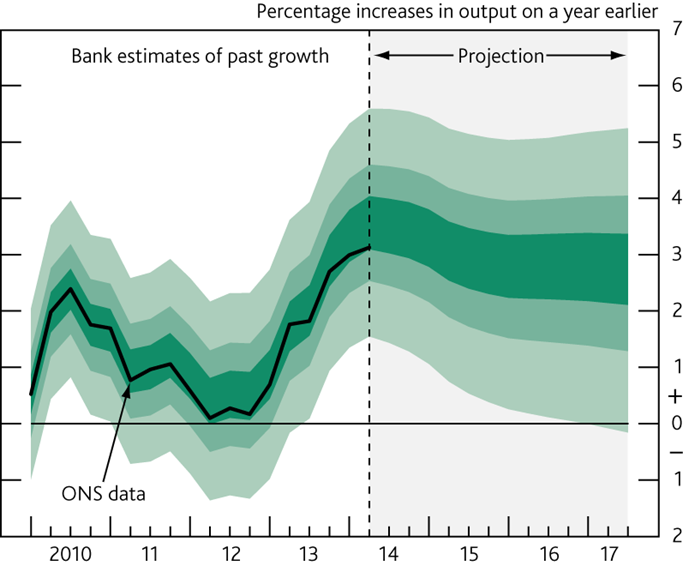 Percentage increases in output on a year earlier
Bank estimates of past growth
Projection
7
6
5
4
3
2
1
+
0
–
1
2
ONS data
2010 11 12 13 14 15 16 17